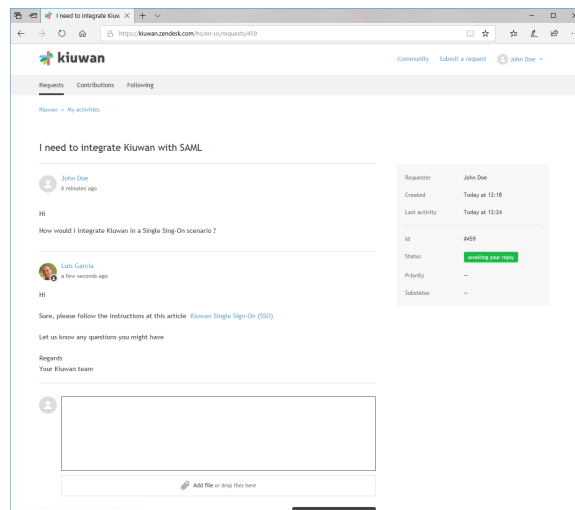 I need to integrate Kiuw
https://kiuwan.zendesk.com/hc/en-us/requests/459
kiuwan
Community Submit a request John Doe
Requests Contributions Following
Kiuwan » My activities
I need to integrate Kiuwan with SAML
John Doe
6 minutes ago
Hi
How would I integrate Kiuwan in a Single Sing-On scenario ?
Luis García
a few seconds ago
Hi
Sure, please follow the instructions at this article Kiuwan Single Sign-On (SSO)
Let us know any questions you might have
Regards
Your Kiuwan team
Add file or drop files here
Requester John Doe
Created Today at 12:18
Last activity Today at 12:24
Id #459
Status awaiting your reply
Priority —
Substatus —